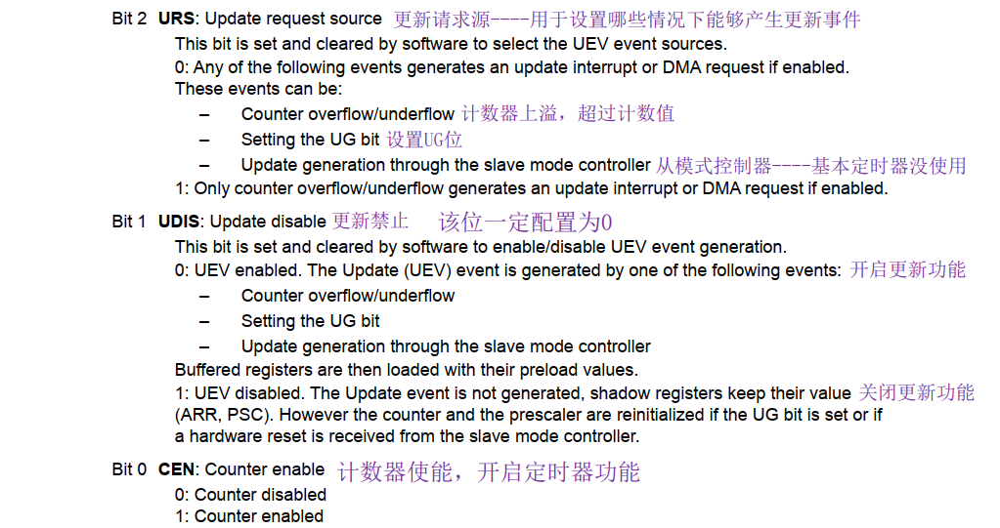 Bit 2 URS: Update request source 更新请求源----用于设置哪些情况下能够产生更新事件
This bit is set and cleared by software to select the UEV event sources.
0: Any of the following events generates an update interrupt or DMA request if enabled.
These events can be:
– Counter overflow/underflow 计数器上溢，超过计数值
– Setting the UG bit 设置UG位
– Update generation through the slave mode controller 从模式控制器----基本定时器没使用
1: Only counter overflow/underflow generates an update interrupt or DMA request if enabled.
Bit 1 UDIS: Update disable 更新禁止 该位一定配置为0
This bit is set and cleared by software to enable/disable UEV event generation.
0: UEV enabled. The Update (UEV) event is generated by one of the following events: 开启更新功能
– Counter overflow/underflow
– Setting the UG bit
– Update generation through the slave mode controller
Buffered registers are then loaded with their preload values.
1: UEV disabled. The Update event is not generated, shadow registers keep their value 关闭更新功能
(ARR, PSC). However the counter and the prescaler are reinitialized if the UG bit is set or if
a hardware reset is received from the slave mode controller.
Bit 0 CEN: Counter enable 计数器使能，开启定时器功能
0: Counter disabled
1: Counter enabled